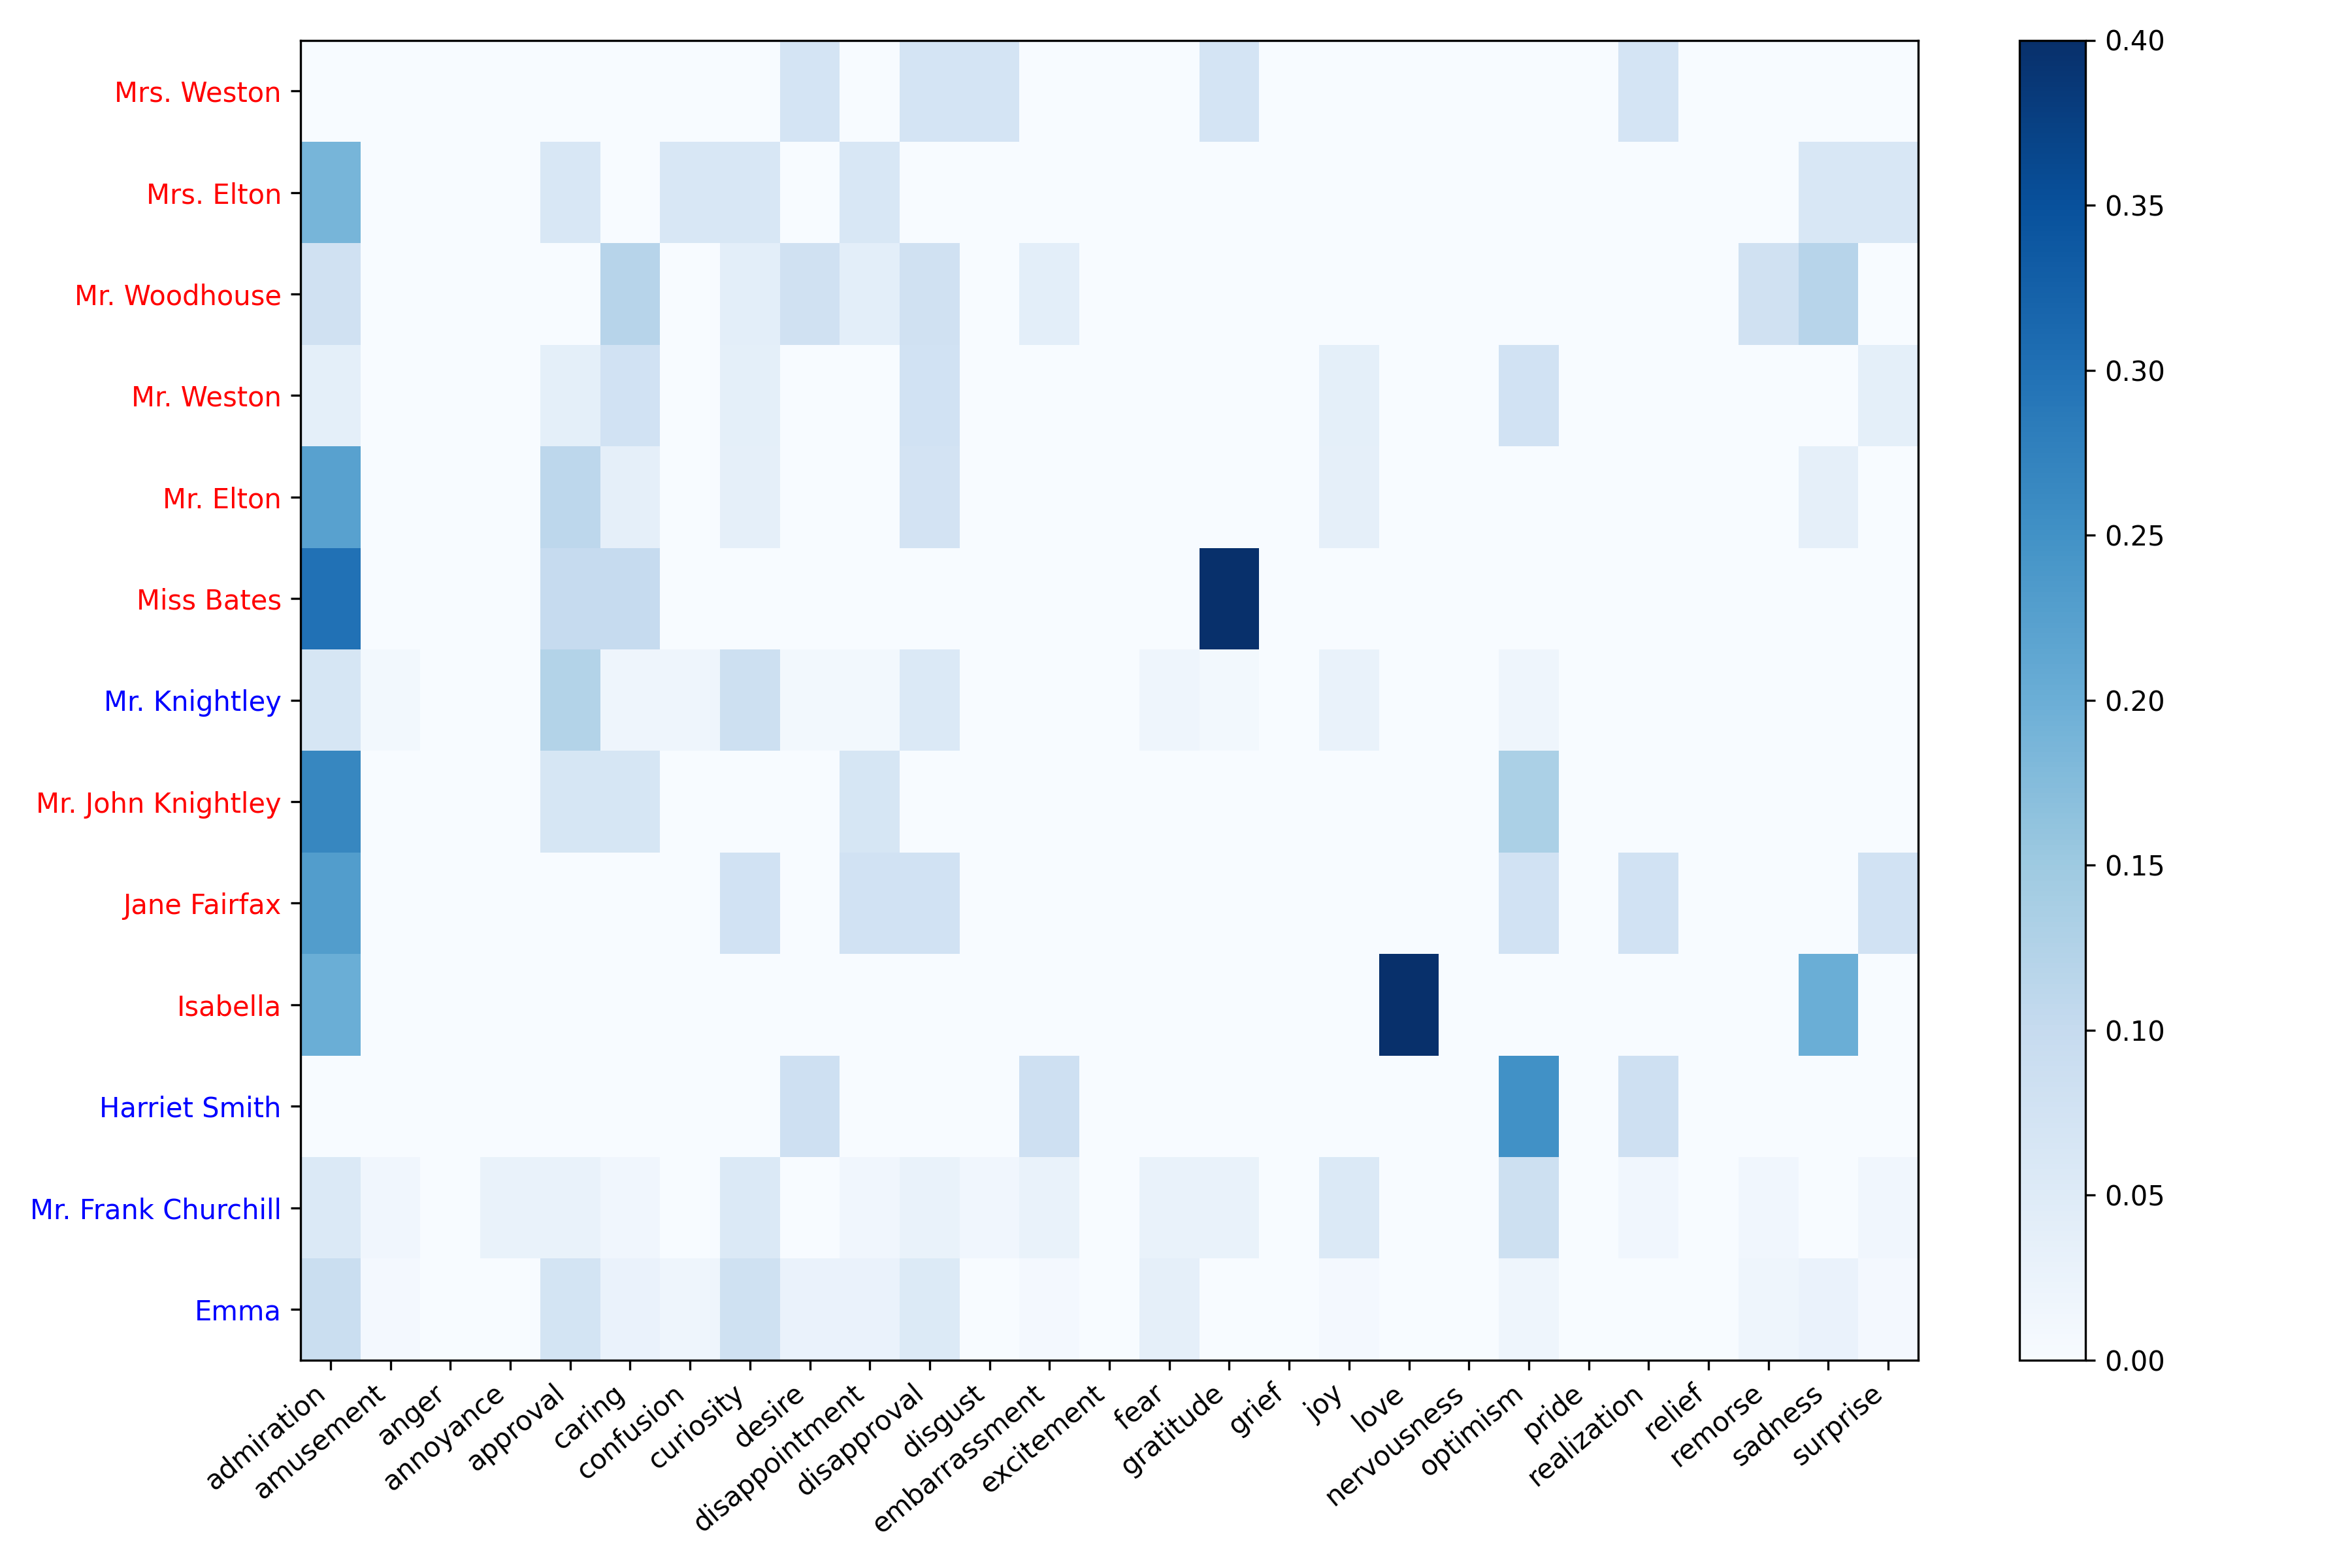 Mrs. Weston
Mrs. Elton
Mr. Woodhouse
Mr. Weston
Mr. Elton
Miss Bates
Mr. Knightley
Mr. John Knightley
Jane Fairfax
Isabella
Harriet Smith
Mr. Frank Churchill
Emma
admiration
amusement
anger
annoyance
approval
caring
confusion
curiosity
desire
disappointment
disapproval
disgust
embarrassment
excitement
fear
gratitude
grief
joy
love
nervousness
optimism
pride
realization
relief
remorse
sadness
surprise
0.40
0.35
0.30
0.25
0.20
0.15
0.10
0.05
0.00